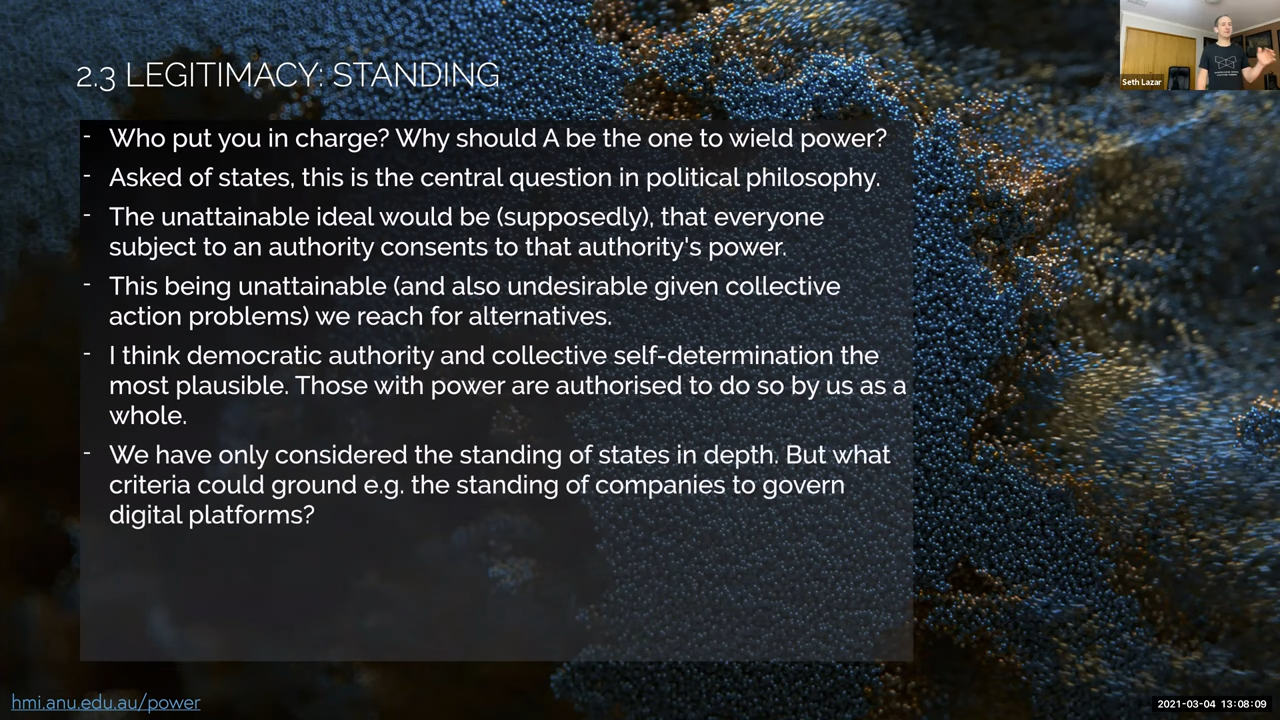 Seth Lazar
2.3 LEGITIMACY: STANDING
- Who put you in charge? Why should A be the one to wield power?
- Asked of states, this is the central question in political philosophy.
- The unattainable ideal would be (supposedly), that everyone
subject to an authority consents to that authority's power.
- This being unattainable (and also undesirable given collective
action problems) we reach for alternatives.
- I think democratic authority and collective self-determination the
most plausible. Those with power are authorised to do so by us as a
whole.
- We have only considered the standing of states in depth. But what
criteria could ground e.g. the standing of companies to govern
digital platforms?
hmi.anu.edu.au/power
2021-03-04 13:08:09